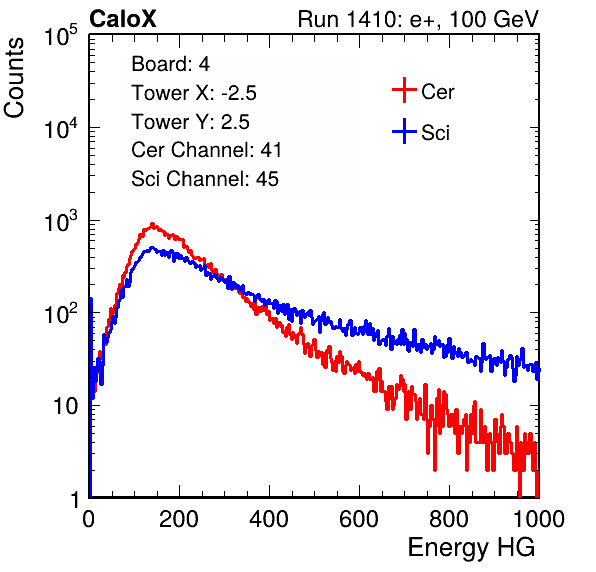 CaloX Run 1410: e+, 100 GeV
Counts
Board: 4
Tower X: -2.5
Tower Y: 2.5
Cer Channel: 41
Sci Channel: 45
Cer
Sci
10^5
10^4
10^3
10^2
10
1
0 200 400 600 800 1000
Energy HG